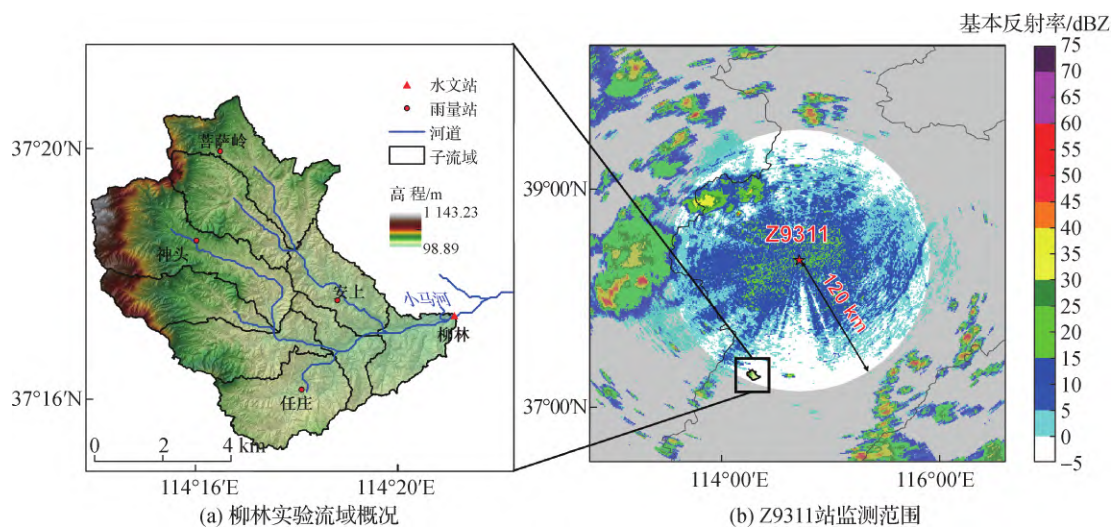 基本反射率/dBZ
水文站
雨量站
河道
子流域
高 程/m
1 143.23
98.89
37°20′N
37°16′N
菩萨岭
神头
安上
小马河
柳林
任庄
0 2 4 km
114°16′E 114°20′E
(a) 柳林实验流域概况
39°00′N
37°00′N
Z9311
120 km
114°00′E 116°00′E
(b) Z9311站监测范围
75
70
65
60
55
50
45
40
35
30
25
20
15
10
5
0
−5